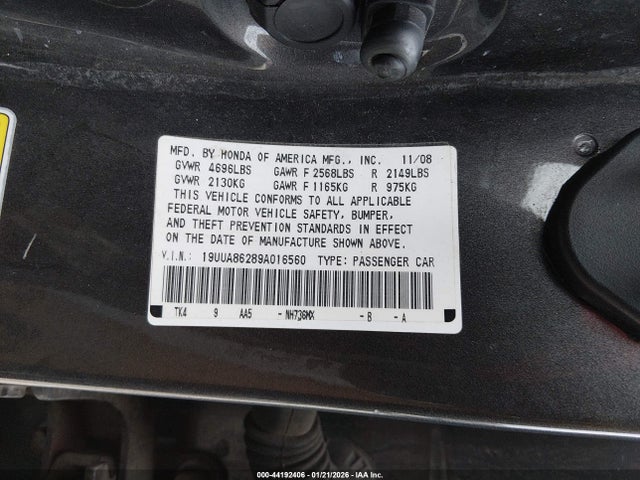 MFD. BY HONDA OF AMERICA MFG., INC. 11/08
GVWR 4696LBS GAWR F 2568LBS R 2149LBS
GVWR 2130KG GAWR F 1165KG R 975KG
THIS VEHICLE CONFORMS TO ALL APPLICABLE
FEDERAL MOTOR VEHICLE SAFETY, BUMPER,
AND THEFT PREVENTION STANDARDS IN EFFECT
ON THE DATE OF MANUFACTURE SHOWN ABOVE.
V.I.N.: 19UUA86289A016560 TYPE: PASSENGER CAR
TK4 9 AA5 -NH736MX -B -A
000-44192406 - 01/21/2026 - IAA Inc.